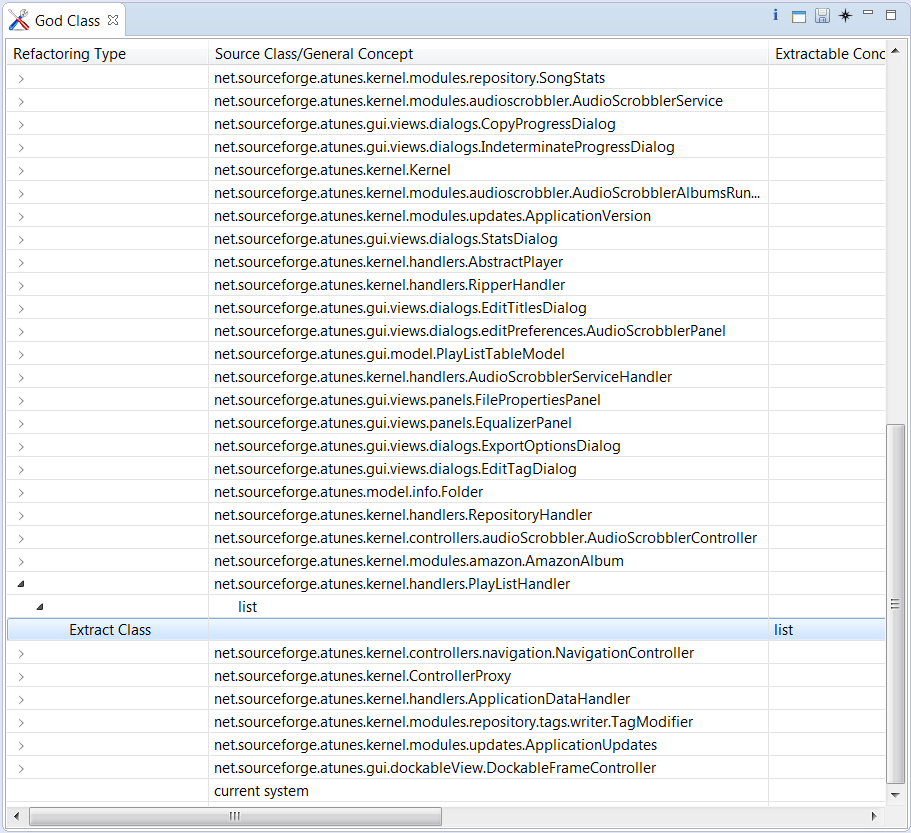 God Class
Refactoring Type Source Class/General Concept Extractable Conc
net.sourceforge.atunes.kernel.modules.repository.SongStats
net.sourceforge.atunes.kernel.modules.audioscrobbler.AudioScrobblerService
net.sourceforge.atunes.gui.views.dialogs.CopyProgressDialog
net.sourceforge.atunes.gui.views.dialogs.IndeterminateProgressDialog
net.sourceforge.atunes.kernel.Kernel
net.sourceforge.atunes.kernel.modules.audioscrobbler.AudioScrobblerAlbumsRun...
net.sourceforge.atunes.kernel.modules.updates.ApplicationVersion
net.sourceforge.atunes.gui.views.dialogs.StatsDialog
net.sourceforge.atunes.kernel.handlers.AbstractPlayer
net.sourceforge.atunes.kernel.handlers.RipperHandler
net.sourceforge.atunes.gui.views.dialogs.EditTitlesDialog
net.sourceforge.atunes.gui.views.dialogs.editPreferences.AudioScrobblerPanel
net.sourceforge.atunes.gui.model.PlayListTableModel
net.sourceforge.atunes.kernel.handlers.AudioScrobblerServiceHandler
net.sourceforge.atunes.gui.views.panels.FilePropertiesPanel
net.sourceforge.atunes.gui.views.panels.EqualizerPanel
net.sourceforge.atunes.gui.views.dialogs.ExportOptionsDialog
net.sourceforge.atunes.gui.views.dialogs.EditTagDialog
net.sourceforge.atunes.model.info.Folder
net.sourceforge.atunes.kernel.handlers.RepositoryHandler
net.sourceforge.atunes.kernel.controllers.audioScrobbler.AudioScrobblerController
net.sourceforge.atunes.kernel.modules.amazon.AmazonAlbum
net.sourceforge.atunes.kernel.handlers.PlayListHandler
list
Extract Class list
net.sourceforge.atunes.kernel.controllers.navigation.NavigationController
net.sourceforge.atunes.kernel.ControllerProxy
net.sourceforge.atunes.kernel.handlers.ApplicationDataHandler
net.sourceforge.atunes.kernel.modules.repository.tags.writer.TagModifier
net.sourceforge.atunes.kernel.modules.updates.ApplicationUpdates
net.sourceforge.atunes.gui.dockableView.DockableFrameController
current system